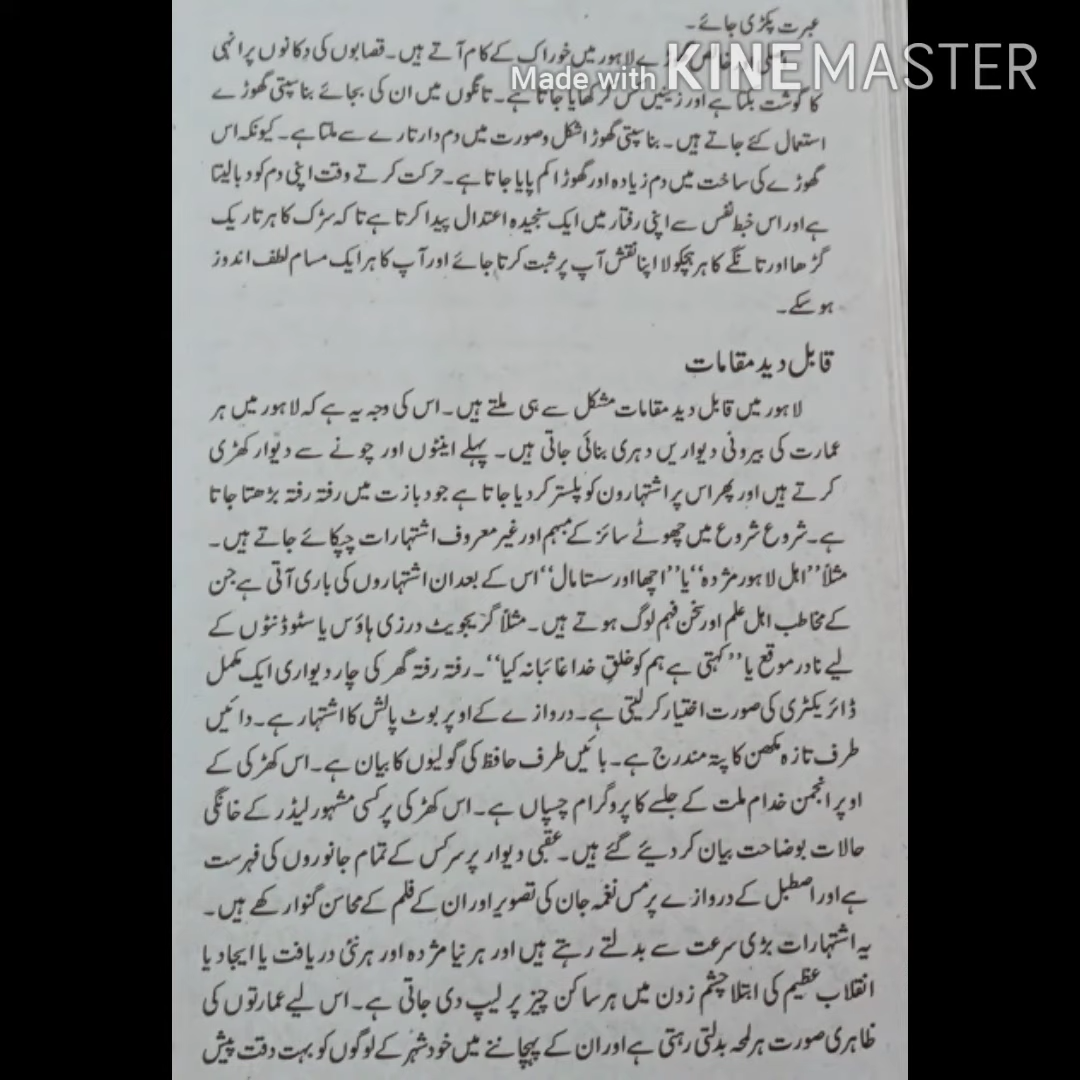 عبرت پکڑی جائے۔
لاہور میں خوراک کے کام آتے ہیں۔ قصابوں کی دکانوں پر انہی
Made with KINEMASTER
کا گوشت بکتا ہے اور زینیں کس کر کھایا جاتا ہے۔ تانگوں میں ان کی بجائے بناسپتی گھوڑے
استعمال کئے جاتے ہیں۔ بناسپتی گھوڑا شکل و صورت میں دم دار تارے سے ملتا ہے۔ کیونکہ اس
گھوڑے کی ساخت میں دم زیادہ اور گھوڑا کم پایا جاتا ہے۔ حرکت کرتے وقت اپنی دم کو دبا لیتا
ہے اور اس ضبط نفس سے اپنی رفتار میں ایک سنجیدہ اعتدال پیدا کرتا ہے تا کہ سڑک کا ہر تاریک
گڑھا اور تانگے کا ہر ہچکولا اپنا نقش آپ پر ثبت کرتا جائے اور آپ کا ہر ایک مسام لطف اندوز
ہو سکے۔
قابل دید مقامات
لاہور میں قابل دید مقامات مشکل سے ہی ملتے ہیں۔ اس کی وجہ یہ ہے کہ لاہور میں ہر
عمارت کی بیرونی دیواریں دہری بنائی جاتی ہیں۔ پہلے اینٹوں اور چونے سے دیوار کھڑی
کرتے ہیں اور پھر اس پر اشتہارون کو پلستر کر دیا جاتا ہے جو دبازت میں رفتہ رفتہ بڑھتا جاتا
ہے۔ شروع شروع میں چھوٹے سائز کے مبہم اور غیر معروف اشتہارات چپکائے جاتے ہیں۔
مثلاً ”اہل لاہور مژدہ“ یا ”اچھا اور سستا مال“ اس کے بعد ان اشتہاروں کی باری آتی ہے جن
کے مخاطب اہل علم اور سخن فہم لوگ ہوتے ہیں۔ مثلاً گریجویٹ درزی ہاؤس یا سٹوڈنٹوں کے
لیے نادر موقع یا ”کہتی ہے ہم کو خلقِ خدا غائبانہ کیا“۔ رفتہ رفتہ گھر کی چار دیواری ایک مکمل
ڈائریکٹری کی صورت اختیار کر لیتی ہے۔ دروازے کے اوپر بوٹ پالش کا اشتہار ہے۔ دائیں
طرف تازہ مکھن کا پتہ مندرج ہے۔ بائیں طرف حافظ کی گولیوں کا بیان ہے۔ اس کھڑکی کے
اوپر انجمن خدام ملت کے جلسے کا پروگرام چسپاں ہے۔ اس کھڑکی پر کسی مشہور لیڈر کے خانگی
حالات بوضاحت بیان کر دیئے گئے ہیں۔ عقبی دیوار پر سرکس کے تمام جانوروں کی فہرست
ہے اور اصطبل کے دروازے پر مس نغمہ جان کی تصویر اور ان کے فلم کے محاسن گنوا رکھے ہیں۔
یہ اشتہارات بڑی سرعت سے بدلتے رہتے ہیں اور ہر نیا مژدہ اور ہر نئی دریافت یا ایجاد یا
انقلاب عظیم کی ابتلا چشم زدن میں ہر ساکن چیز پر لیپ دی جاتی ہے۔ اس لیے عمارتوں کی
ظاہری صورت ہر لمحہ بدلتی رہتی ہے اور ان کے پہچاننے میں خود شہر کے لوگوں کو بہت دقت پیش